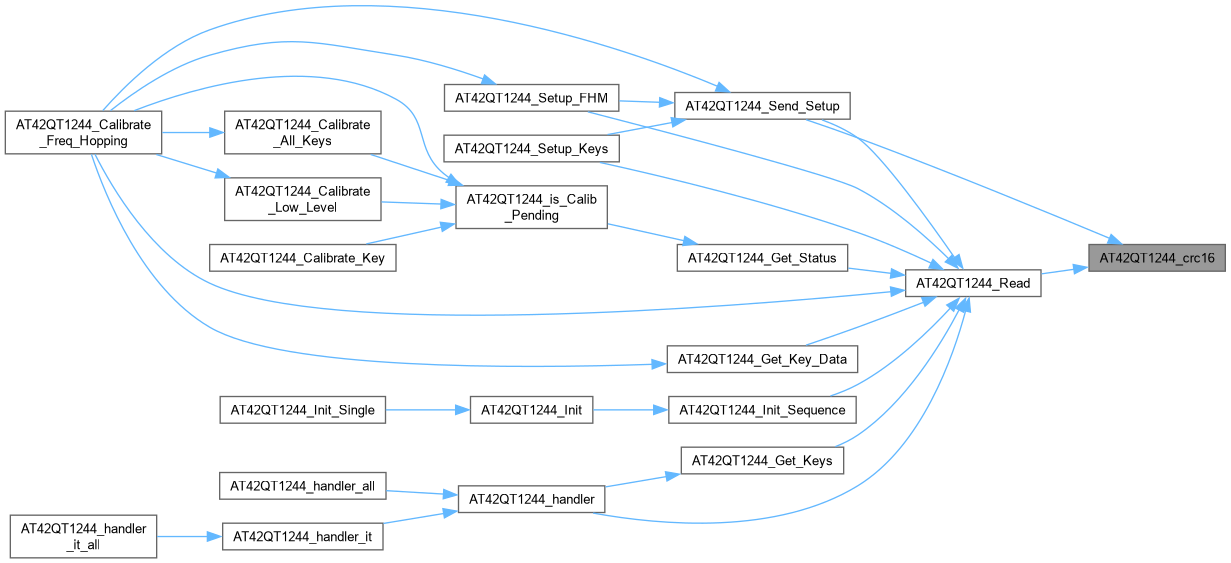 AT42QT1244_Calibrate
_Freq_Hopping
AT42QT1244_Calibrate
_All_Keys
AT42QT1244_Calibrate
_Low_Level
AT42QT1244_Calibrate_Key
AT42QT1244_Setup_FHM
AT42QT1244_Setup_Keys
AT42QT1244_is_Calib
_Pending
AT42QT1244_Send_Setup
AT42QT1244_Get_Status
AT42QT1244_Read
AT42QT1244_crc16
AT42QT1244_Get_Key_Data
AT42QT1244_Init_Single
AT42QT1244_Init
AT42QT1244_Init_Sequence
AT42QT1244_Get_Keys
AT42QT1244_handler_all
AT42QT1244_handler
AT42QT1244_handler_it
AT42QT1244_handler
_it_all